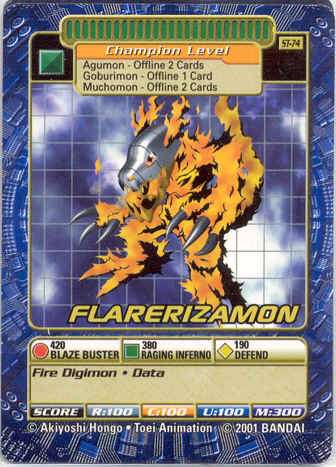 Champion Level
ST-74
Agumon - Offline 2 Cards
Goburimon - Offline 1 Card
Muchomon - Offline 2 Cards
FLARERIZAMON
420 BLAZE BUSTER 380 RAGING INFERNO 190 DEFEND
Fire Digimon • Data
SCORE R:100 C:100 U:100 M:300
© Akiyoshi Hongo • Toei Animation © 2001 BANDAI